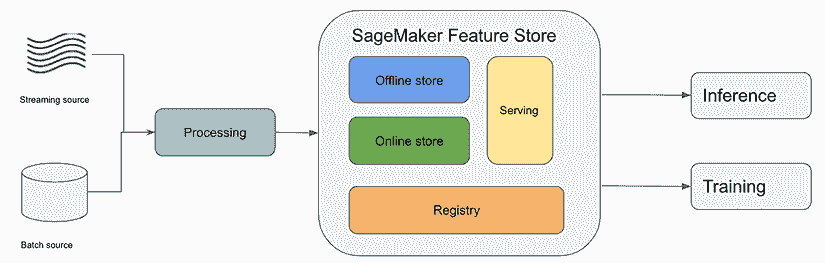 Streaming source
Batch source
Processing
SageMaker Feature Store
Offline store
Online store
Serving
Registry
Inference
Training